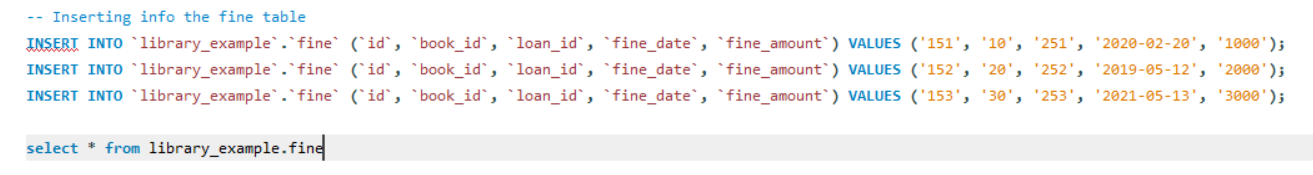 -- Inserting info the fine table
INSERT INTO `library_example`.`fine` (`id`, `book_id`, `loan_id`, `fine_date`, `fine_amount`) VALUES ('151', '10', '251', '2020-02-20', '1000');
INSERT INTO `library_example`.`fine` (`id`, `book_id`, `loan_id`, `fine_date`, `fine_amount`) VALUES ('152', '20', '252', '2019-05-12', '2000');
INSERT INTO `library_example`.`fine` (`id`, `book_id`, `loan_id`, `fine_date`, `fine_amount`) VALUES ('153', '30', '253', '2021-05-13', '3000');
select * from library_example.fine